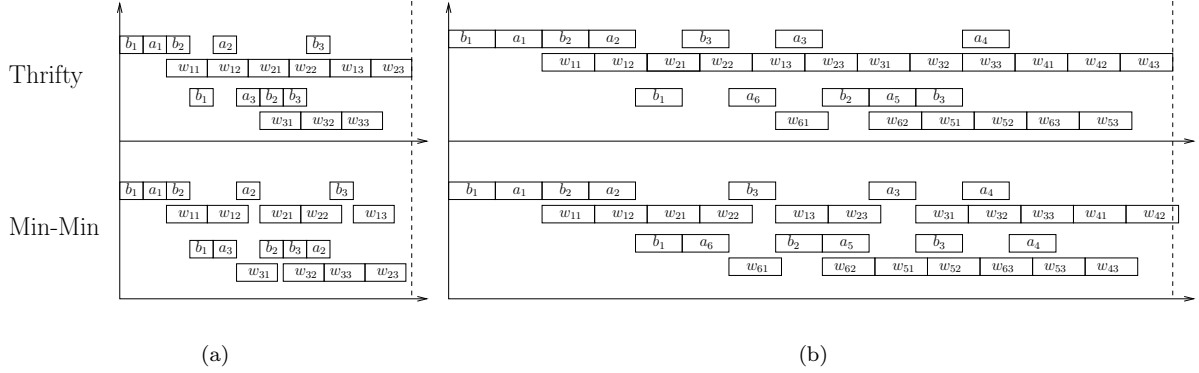 b₁ a₁ b₂ a₂ b₃
Thrifty
w₁₁ w₁₂ w₂₁ w₂₂ w₁₃ w₂₃
b₁ a₃ b₂ b₃
w₃₁ w₃₂ w₃₃
b₁ a₁ b₂ a₂ b₃
Min-Min
w₁₁ w₁₂ w₂₁ w₂₂ w₁₃
b₁ a₃ b₂ b₃ a₂
w₃₁ w₃₂ w₃₃ w₂₃
(a)
b₁ a₁ b₂ a₂ b₃ a₃ a₄
w₁₁ w₁₂ w₂₁ w₂₂ w₁₃ w₂₃ w₃₁ w₃₂ w₃₃ w₄₁ w₄₂ w₄₃
b₁ a₆ b₂ a₅ b₃
w₆₁ w₆₂ w₅₁ w₅₂ w₆₃ w₅₃
b₁ a₁ b₂ a₂ b₃ a₃ a₄
w₁₁ w₁₂ w₂₁ w₂₂ w₁₃ w₂₃ w₃₁ w₃₂ w₃₃ w₄₁ w₄₂
b₁ a₆ b₂ a₅ b₃ a₄
w₆₁ w₆₂ w₅₁ w₅₂ w₆₃ w₅₃ w₄₃
(b)